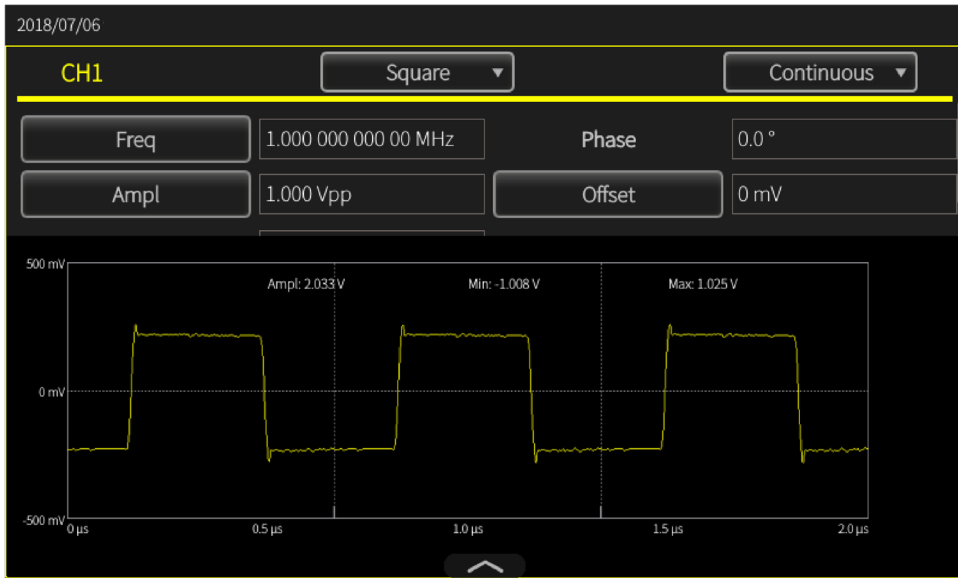 2018/07/06
CH1 Square Continuous
Freq 1.000 000 000 00 MHz Phase 0.0 °
Ampl 1.000 Vpp Offset 0 mV
500 mV
Ampl: 2.033 V Min: -1.008 V Max: 1.025 V
0 mV
-500 mV
0 µs 0.5 µs 1.0 µs 1.5 µs 2.0 µs